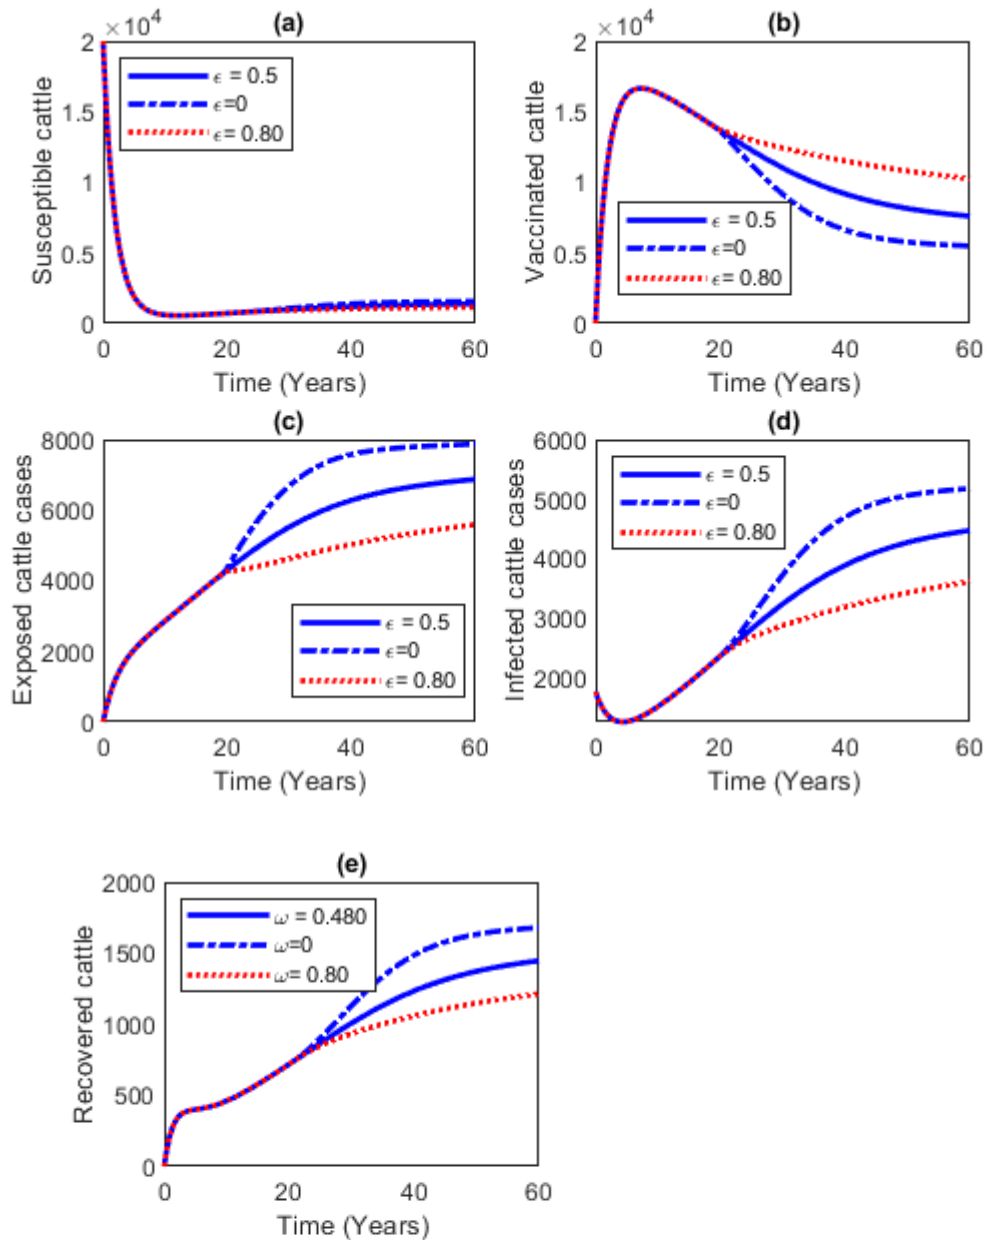 (a)
×10^4
2
1.5
1
0.5
0
Susceptible cattle
ϵ = 0.5
ϵ=0
ϵ= 0.80
0 20 40 60
Time (Years)
(b)
×10^4
2
1.5
1
0.5
0
Vaccinated cattle
ϵ = 0.5
ϵ=0
ϵ= 0.80
0 20 40 60
Time (Years)
(c)
8000
6000
4000
2000
0
Exposed cattle cases
ϵ = 0.5
ϵ=0
ϵ= 0.80
0 20 40 60
Time (Years)
(d)
6000
5000
4000
3000
2000
Infected cattle cases
ϵ = 0.5
ϵ=0
ϵ= 0.80
0 20 40 60
Time (Years)
(e)
2000
1500
1000
500
0
Recovered cattle
ω = 0.480
ω=0
ω= 0.80
0 20 40 60
Time (Years)